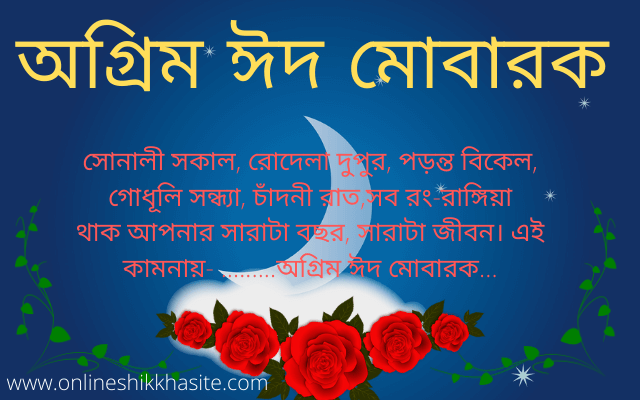 অগ্রিম ঈদ মোবারক
সোনালী সকাল, রোদেলা দুপুর, পড়ন্ত বিকেল,
গোধূলি সন্ধ্যা, চাঁদনী রাত,সব রং-রাঙ্গিয়া
থাক আপনার সারাটা বছর, সারাটা জীবন। এই
কামনায়- .........অগ্রিম ঈদ মোবারক...
www.onlineshikkhasite.com